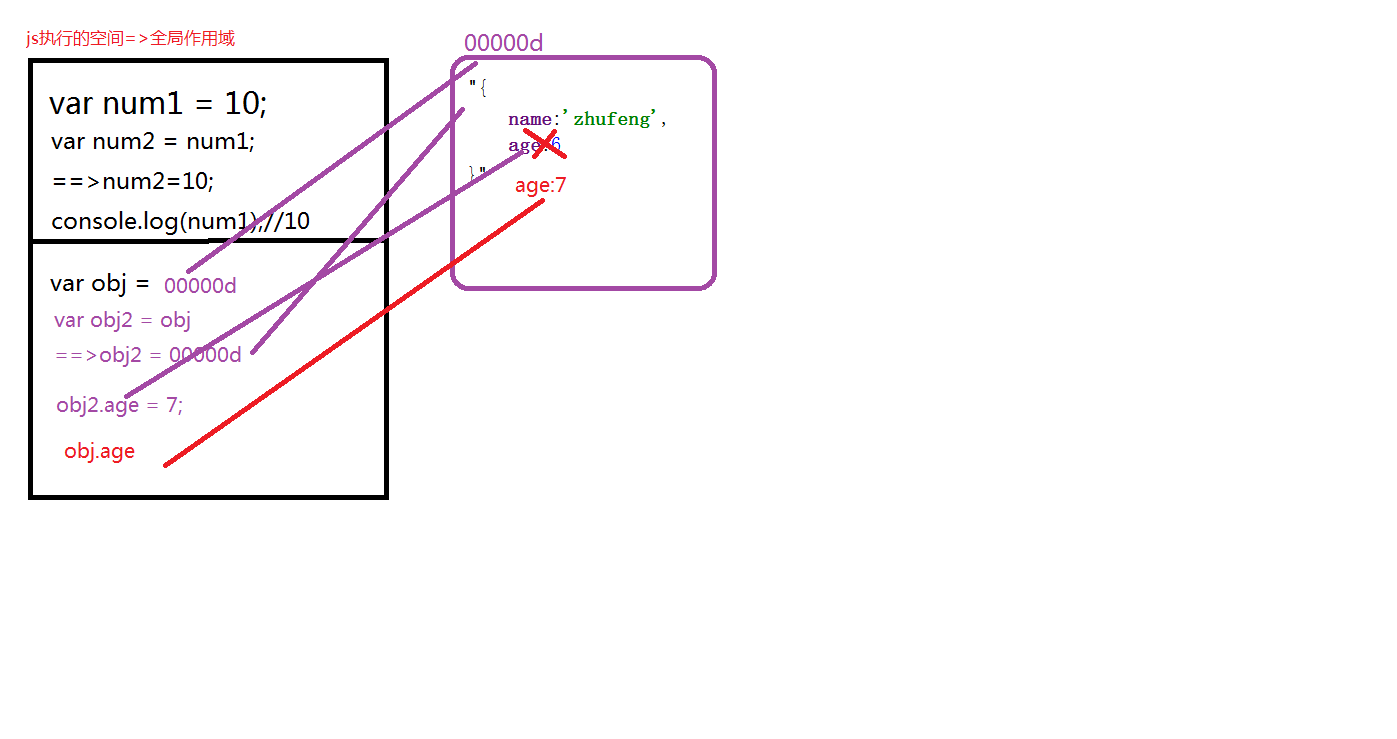 js执行的空间=>全局作用域
var num1 = 10;
var num2 = num1;
==>num2=10;
console.log(num1);//10
var obj = 00000d
var obj2 = obj
==>obj2 = 00000d
obj2.age = 7;
obj.age
00000d
"{
name:'zhufeng',
age:6
}"
age:7